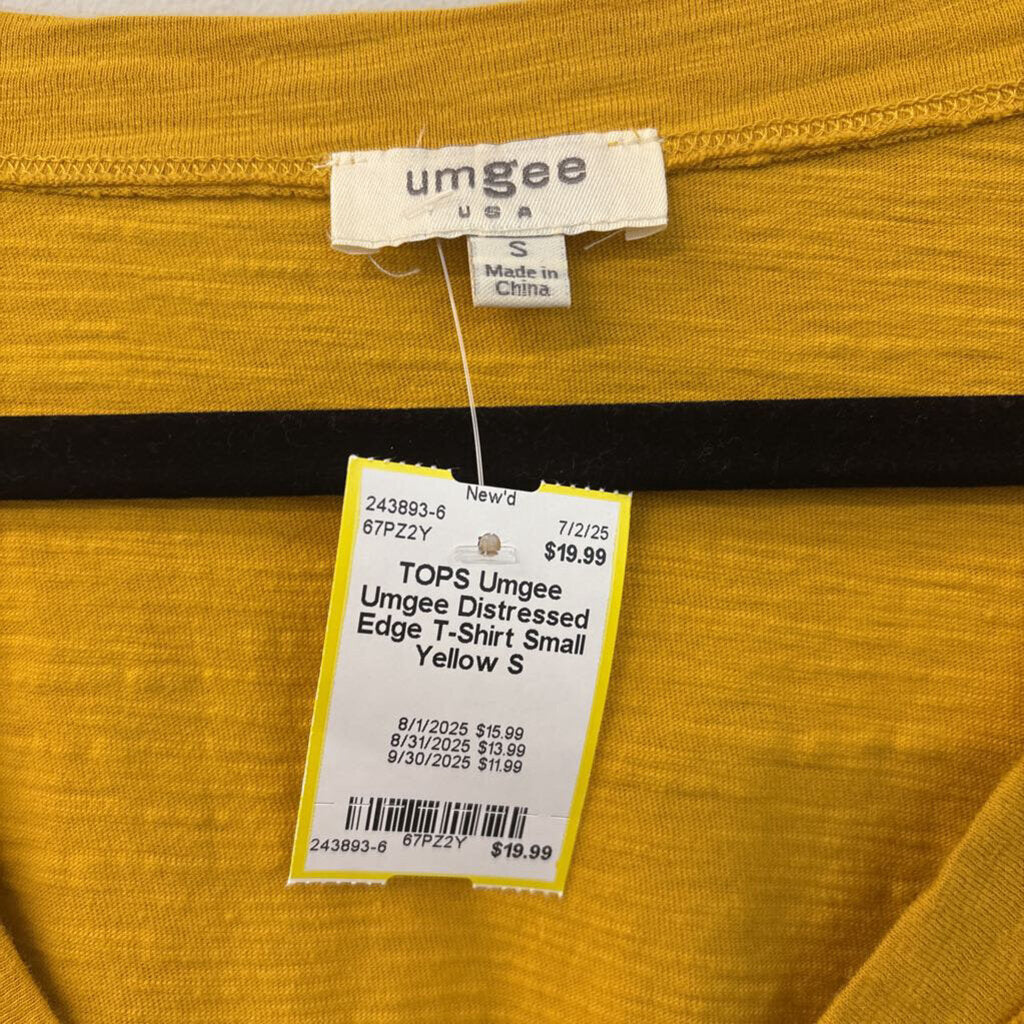 umgee
USA
S
Made in
China
New'd
243893-6
7/2/25
67PZ2Y
$19.99
TOPS Umgee
Umgee Distressed
Edge T-Shirt Small
Yellow S
8/1/2025 $15.99
8/31/2025 $13.99
9/30/2025 $11.99
243893-6 67PZ2Y $19.99